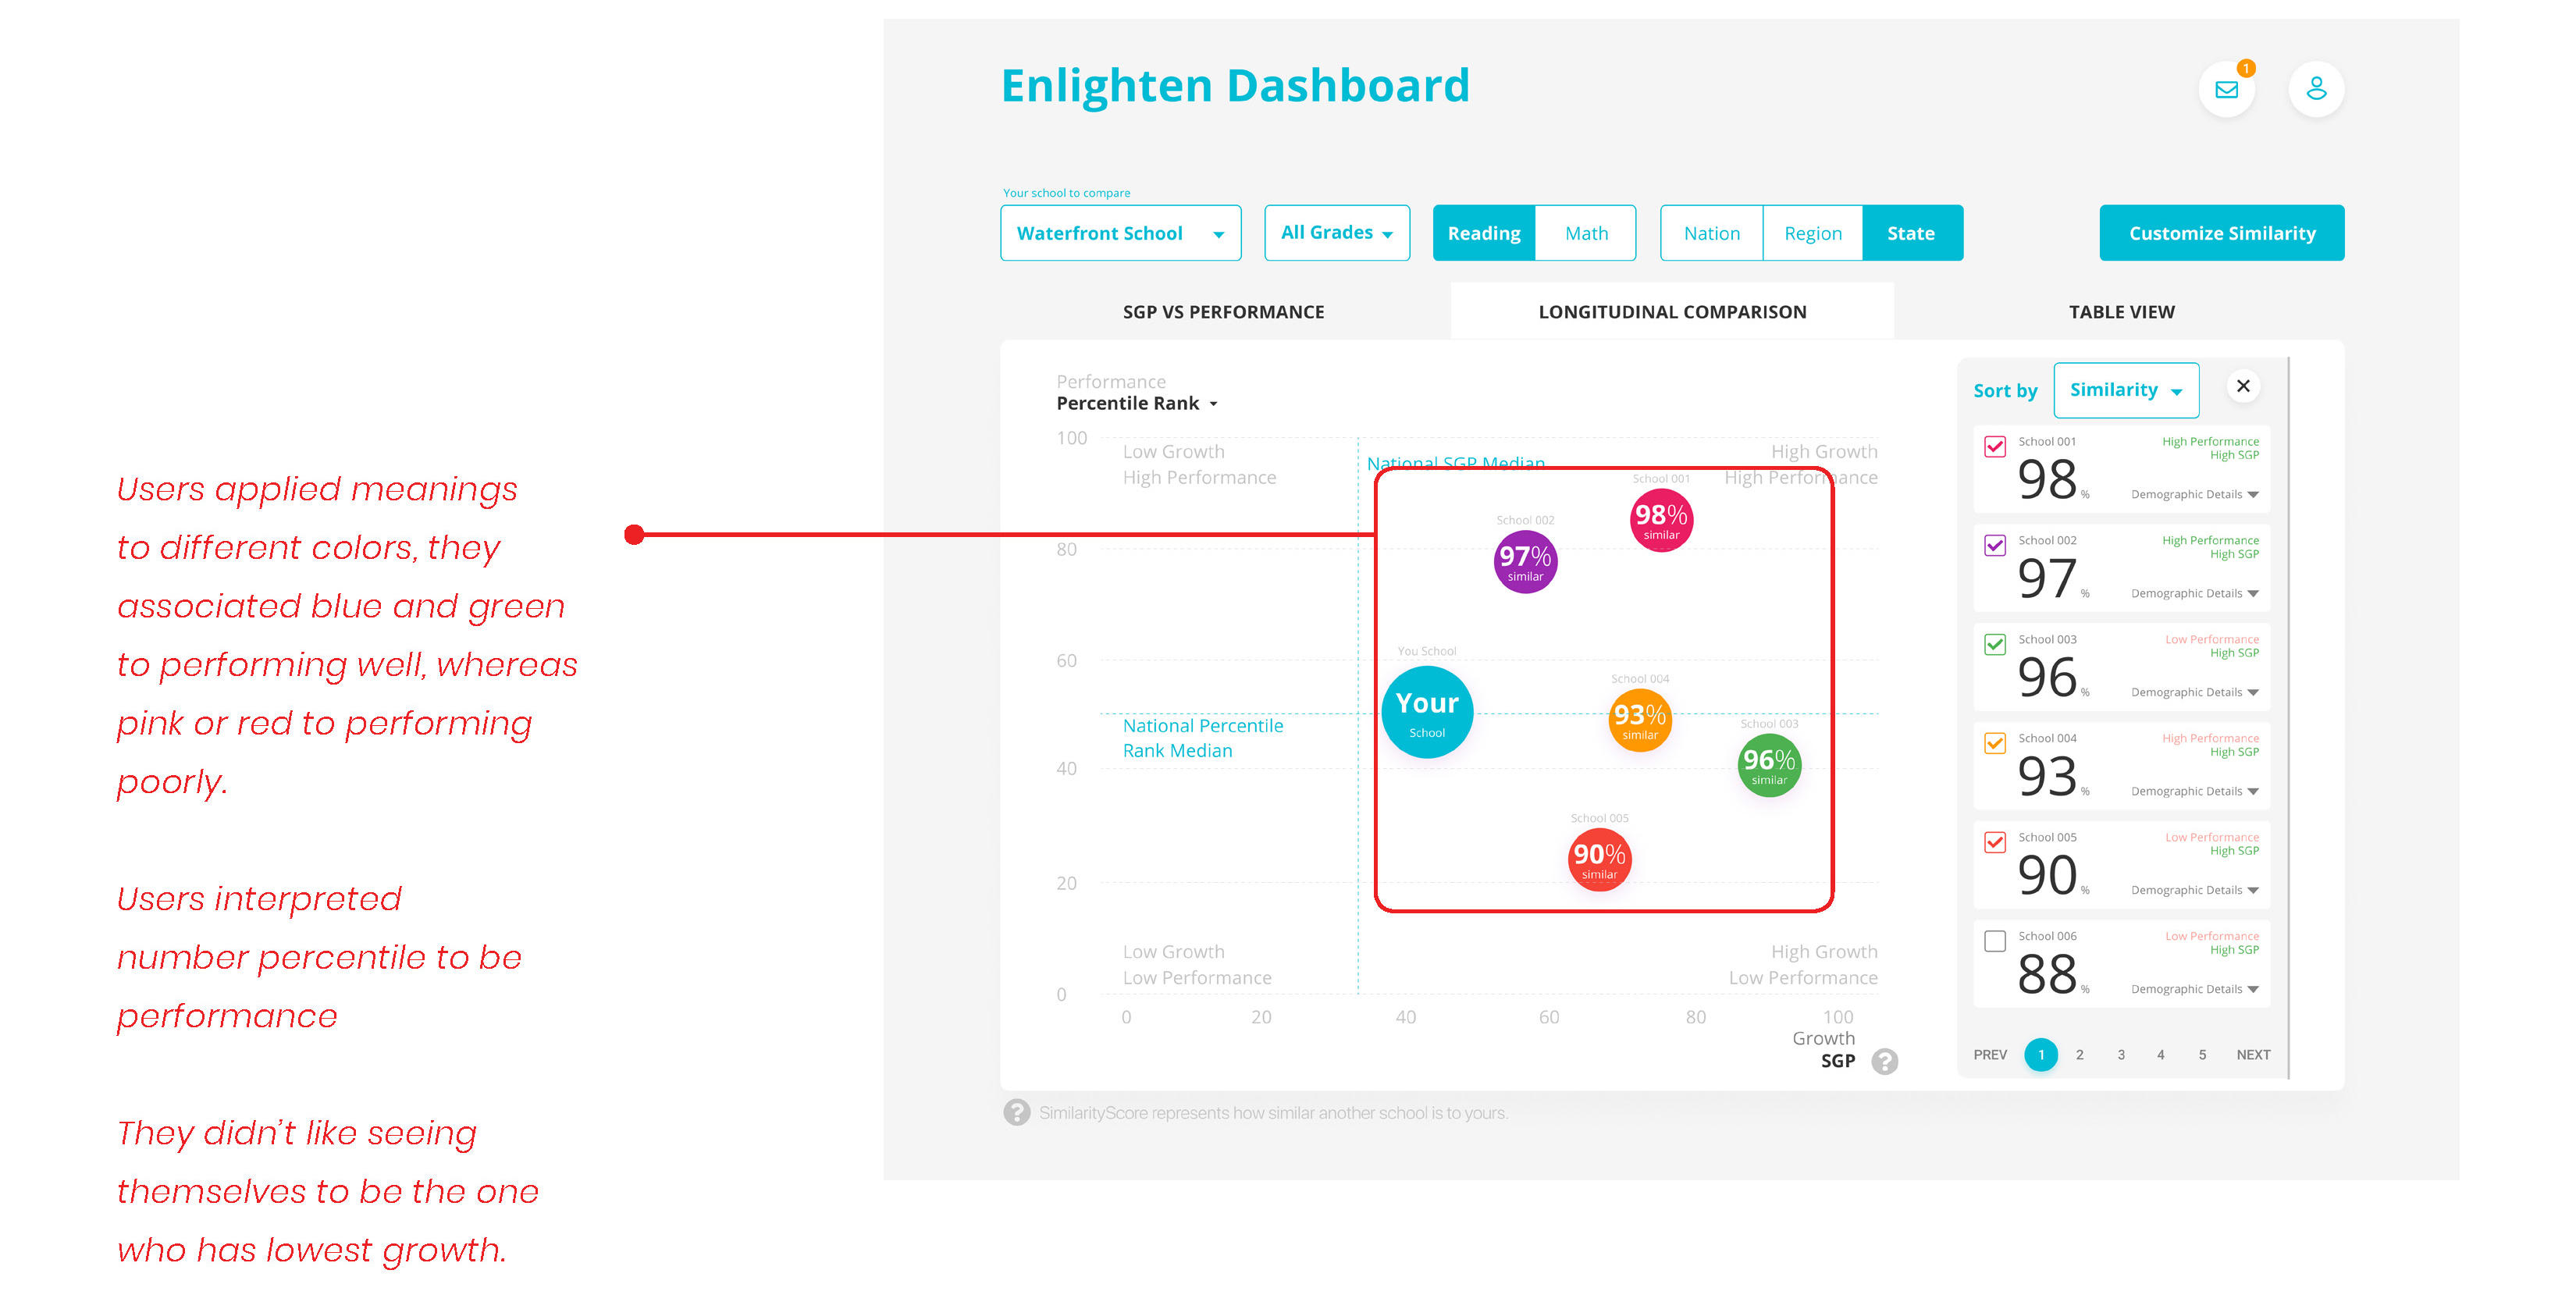 Users applied meanings
to different colors, they
associated blue and green
to performing well, whereas
pink or red to performing
poorly.
Users interpreted
number percentile to be
performance
They didn't like seeing
themselves to be the one
who has lowest growth.
Enlighten Dashboard
1
Your school to compare
Waterfront School
All Grades
Reading
Math
Nation
Region
State
Customize Similarity
SGP VS PERFORMANCE
LONGITUDINAL COMPARISON
TABLE VIEW
Performance
Percentile Rank
100
80
60
40
20
0
Low Growth
High Performance
National SGP Median
High Growth
High Performance
School 001
98%
similar
School 002
97%
similar
You School
Your
School
School 004
93%
similar
School 003
96%
similar
National Percentile
Rank Median
School 005
90%
similar
Low Growth
Low Performance
High Growth
Low Performance
0
20
40
60
80
100
Growth
SGP
?
Sort by
Similarity
School 001
98 %
High Performance
High SGP
Demographic Details
School 002
97 %
High Performance
High SGP
Demographic Details
School 003
96 %
Low Performance
High SGP
Demographic Details
School 004
93 %
High Performance
High SGP
Demographic Details
School 005
90 %
Low Performance
High SGP
Demographic Details
School 006
88 %
Low Performance
High SGP
Demographic Details
PREV
1
2
3
4
5
NEXT
? SimilarityScore represents how similar another school is to yours.